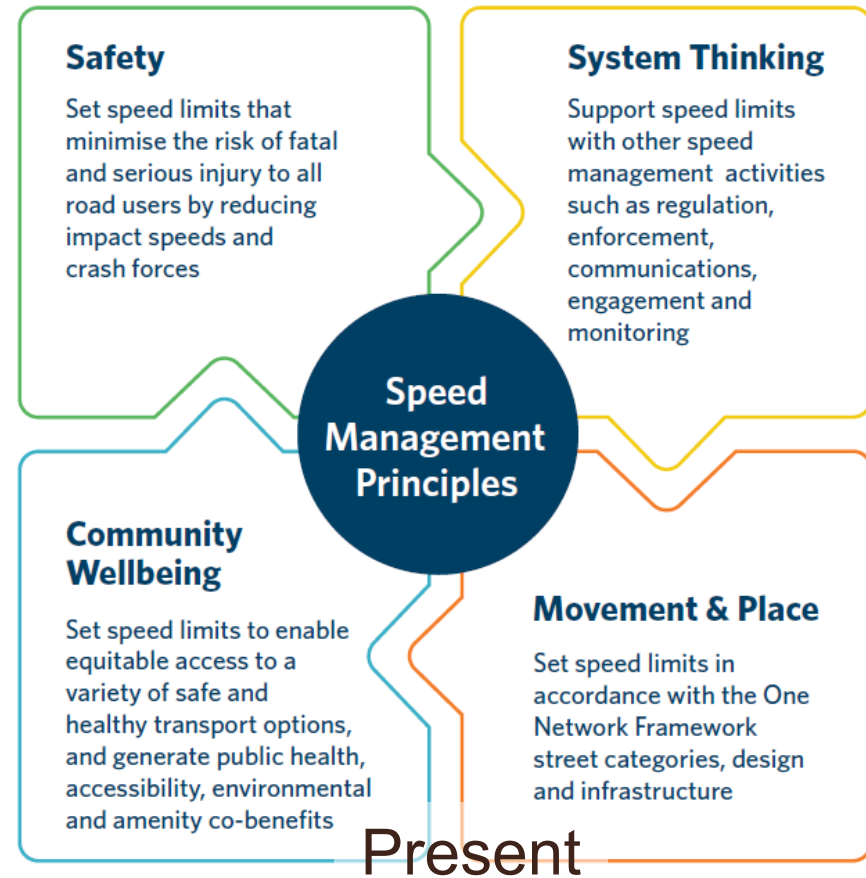 Safety
Set speed limits that
minimise the risk of fatal
and serious injury to all
road users by reducing
impact speeds and
crash forces
System Thinking
Support speed limits
with other speed
management activities
such as regulation,
enforcement,
communications,
engagement and
monitoring
Speed
Management
Principles
Community
Wellbeing
Set speed limits to enable
equitable access to a
variety of safe and
healthy transport options,
and generate public health,
accessibility, environmental
and amenity co-benefits
Movement & Place
Set speed limits in
accordance with the One
Network Framework
street categories, design
and infrastructure
Present